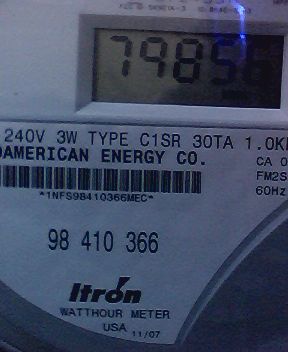 7985
240V 3W TYPE C1SR 30TA 1.0K
AMERICAN ENERGY CO.
CA 0
FM2S
60Hz
*1NFS98410366MEC*
98 410 366
Itron
WATTHOUR METER
USA 11/07